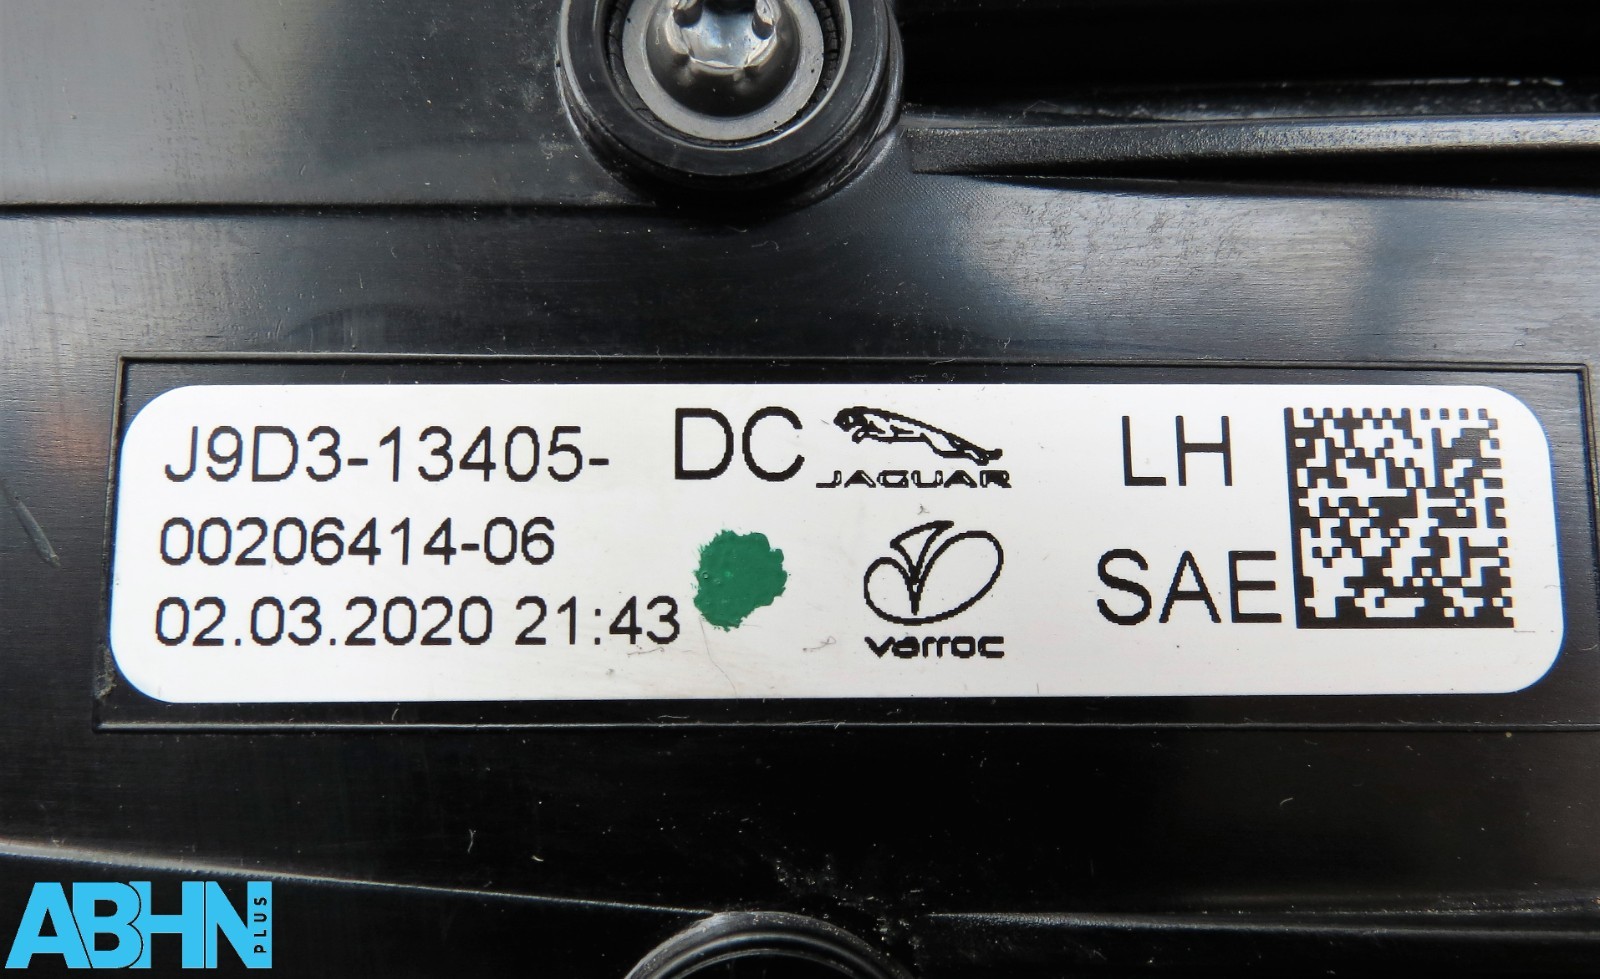 J9D3-13405- DC JAGUAR LH
00206414-06 SAE
02.03.2020 21:43 varroc
ABHN PLUS